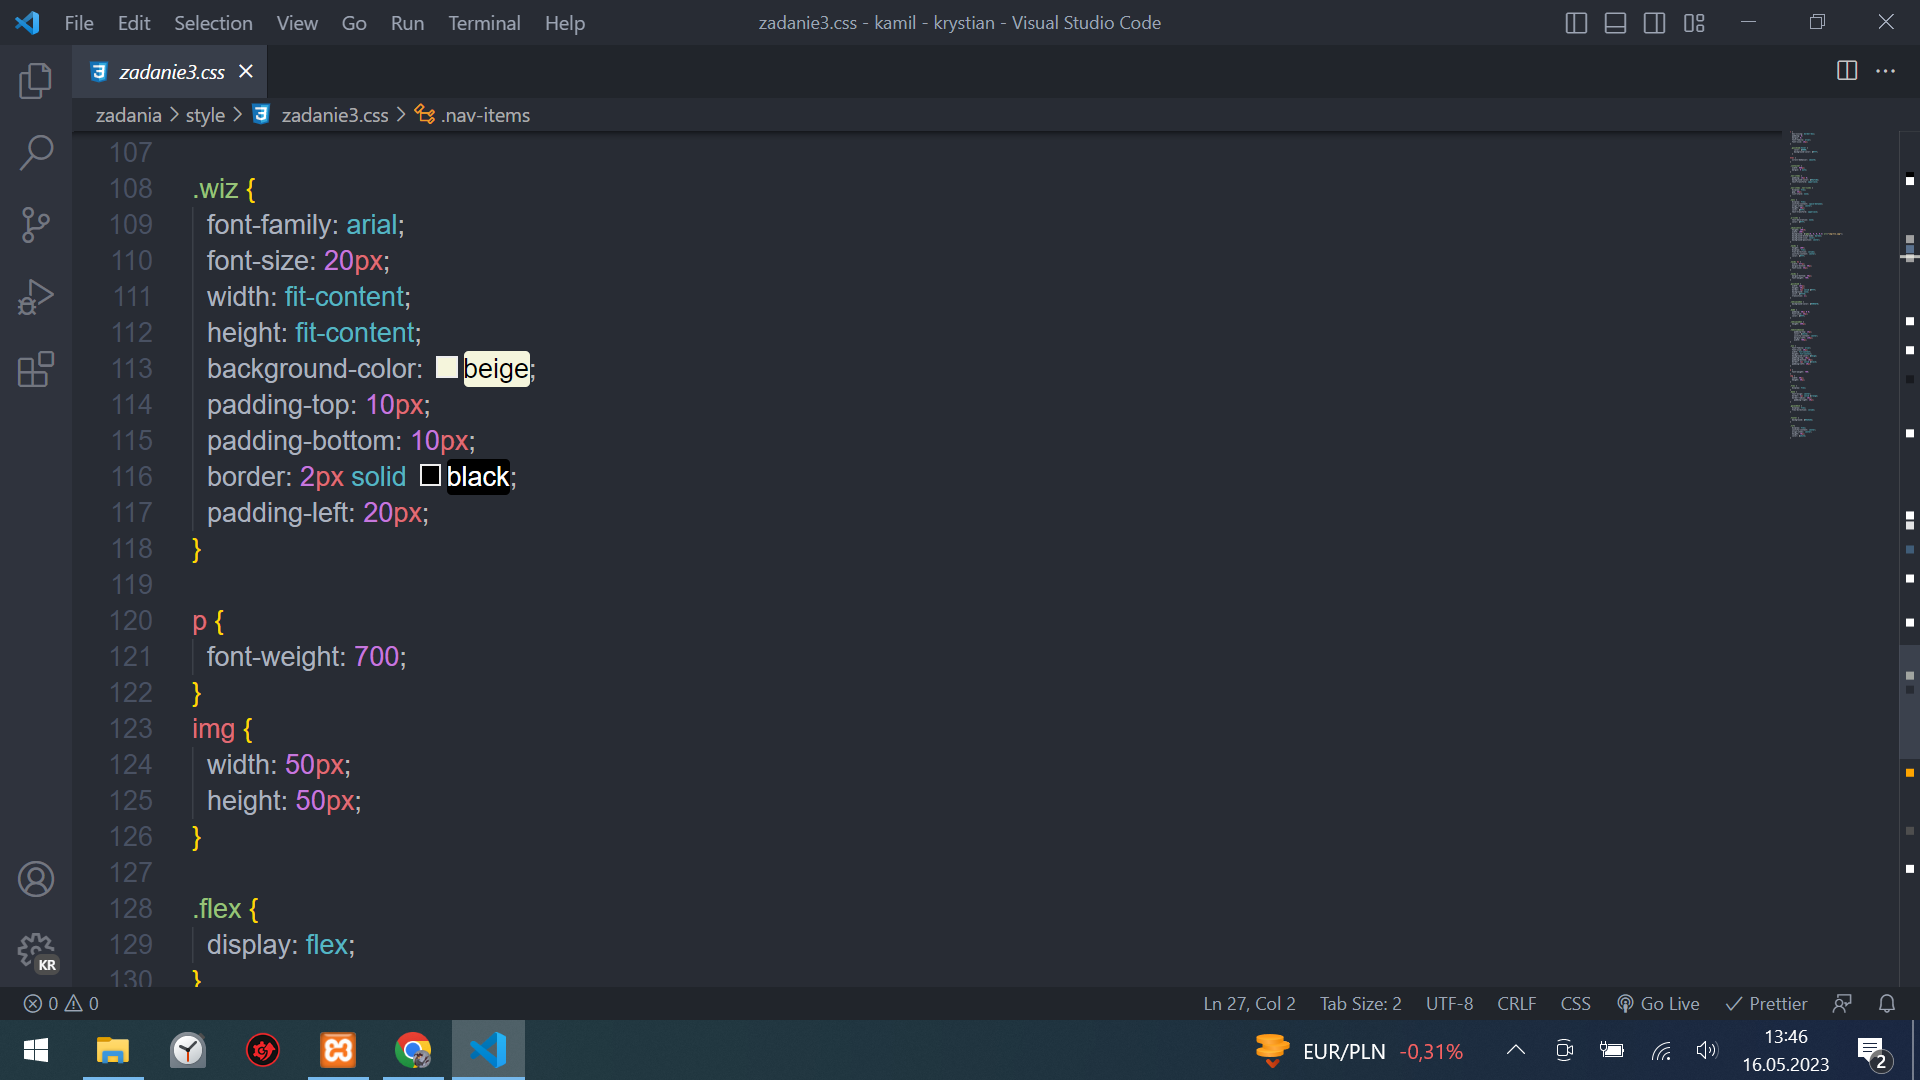 File Edit Selection View Go Run Terminal Help zadanie3.css - kamil - krystian - Visual Studio Code
zadanie3.css
zadania > style > zadanie3.css > .nav-items
107
108 .wiz {
109 font-family: arial;
110 font-size: 20px;
111 width: fit-content;
112 height: fit-content;
113 background-color: beige;
114 padding-top: 10px;
115 padding-bottom: 10px;
116 border: 2px solid black;
117 padding-left: 20px;
118 }
119
120 p {
121 font-weight: 700;
122 }
123 img {
124 width: 50px;
125 height: 50px;
126 }
127
128 .flex {
129 display: flex;
130 }
KR
0 0 Ln 27, Col 2 Tab Size: 2 UTF-8 CRLF CSS Go Live Prettier
EUR/PLN -0,31% 13:46
16.05.2023 2